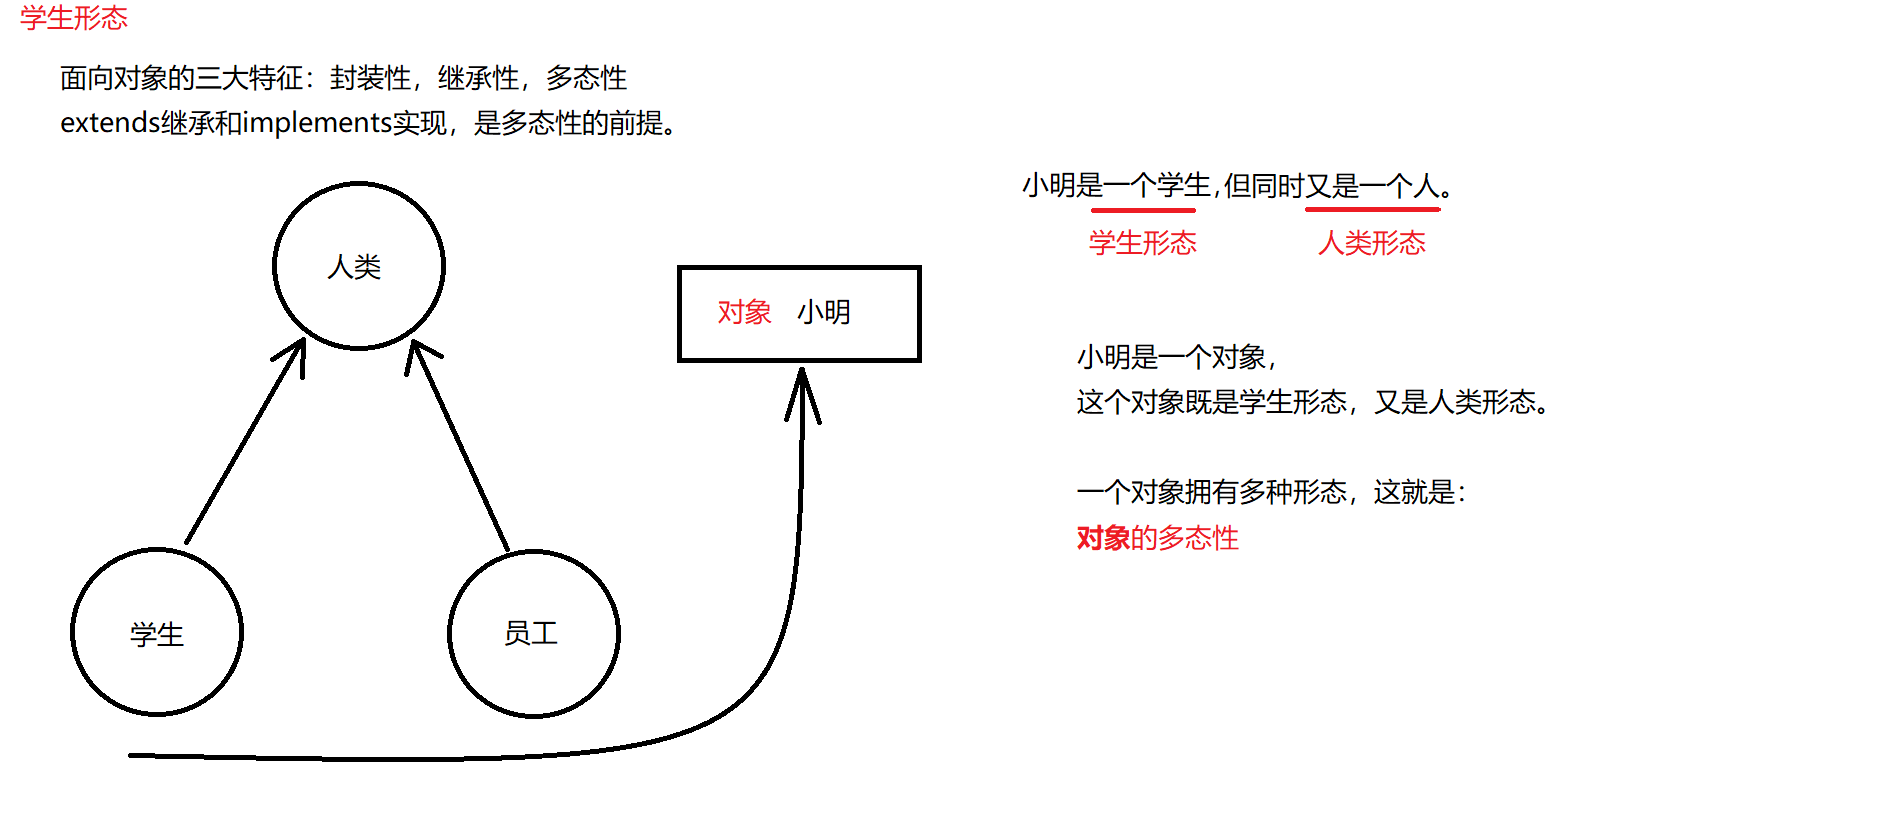 学生形态
面向对象的三大特征：封装性，继承性，多态性
extends继承和implements实现，是多态性的前提。
人类
学生
员工
对象 小明
小明是一个学生,但同时又是一个人。
学生形态 人类形态
小明是一个对象，
这个对象既是学生形态，又是人类形态。
一个对象拥有多种形态，这就是：
对象的多态性